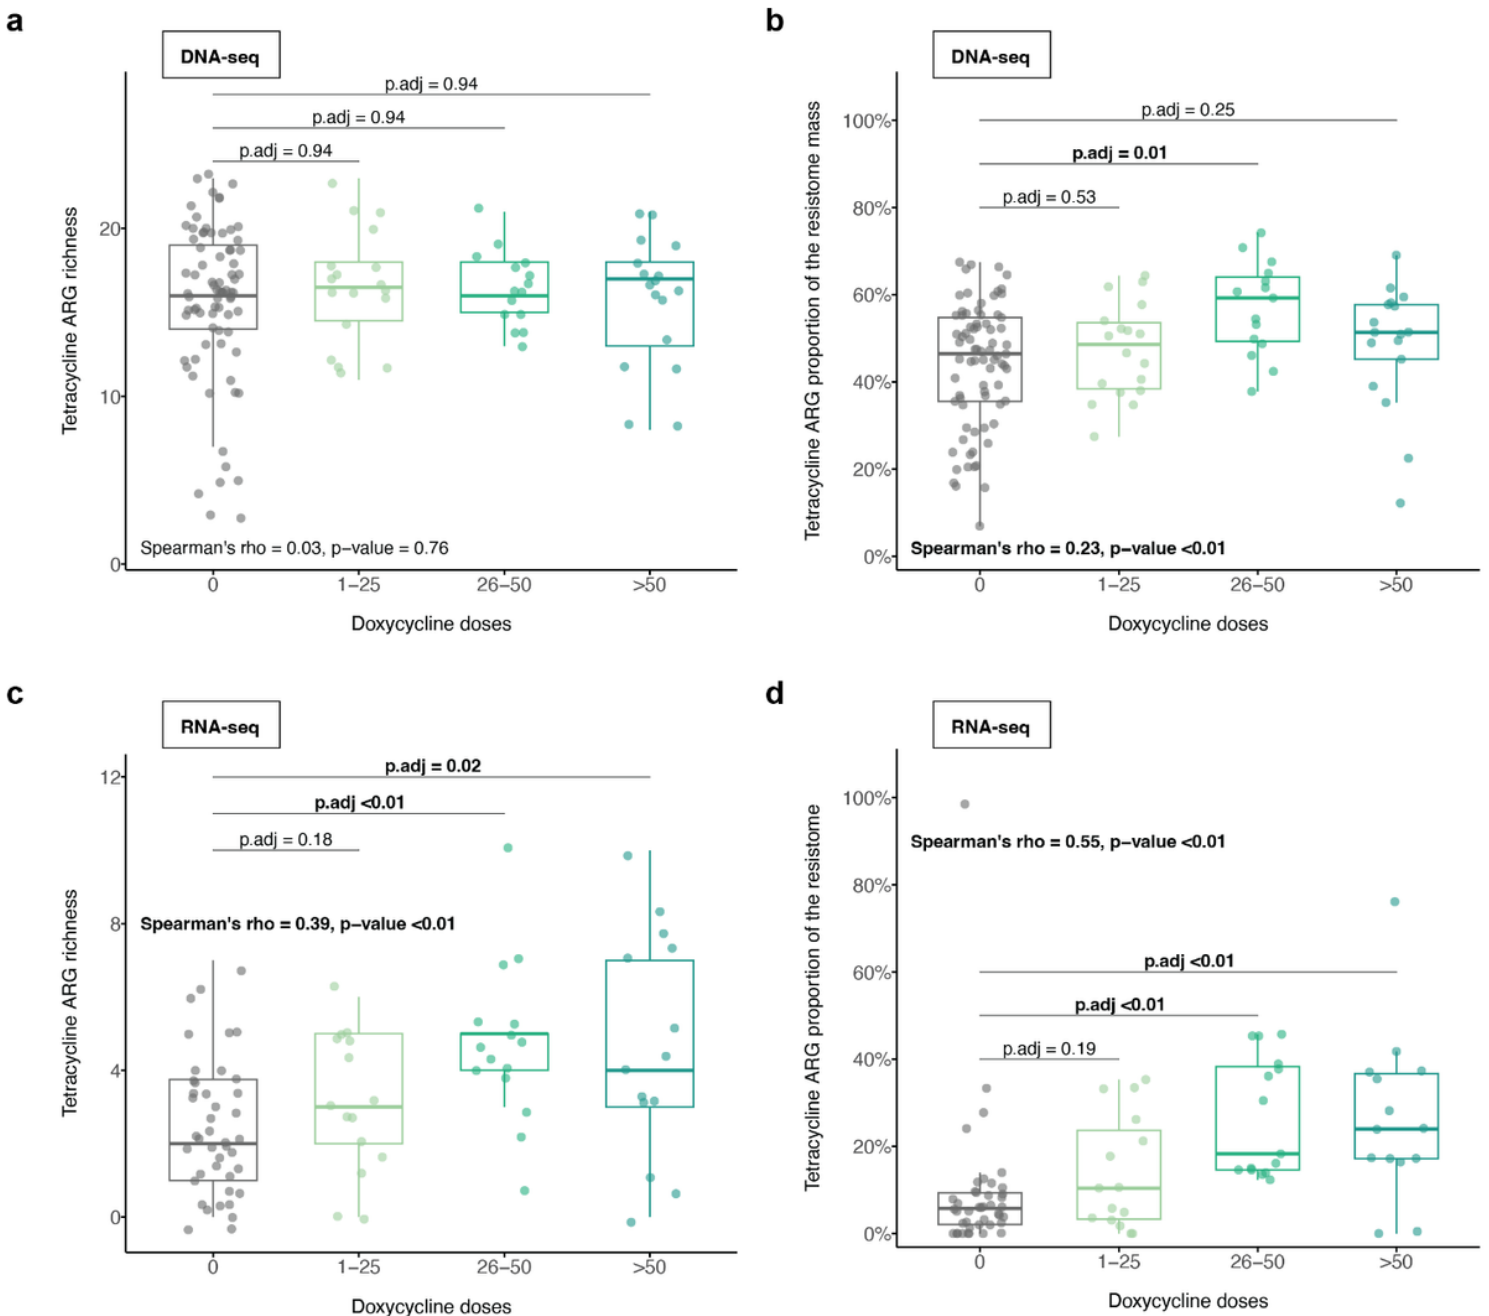 a
DNA-seq
p.adj = 0.94
p.adj = 0.94
p.adj = 0.94
Tetracycline ARG richness
20
10
0
Spearman's rho = 0.03, p-value = 0.76
0 1-25 26-50 >50
Doxycycline doses
b
DNA-seq
p.adj = 0.25
p.adj = 0.01
p.adj = 0.53
Tetracycline ARG proportion of the resistome mass
100%
80%
60%
40%
20%
0%
Spearman's rho = 0.23, p-value <0.01
0 1-25 26-50 >50
Doxycycline doses
c
RNA-seq
p.adj = 0.02
p.adj <0.01
p.adj = 0.18
Spearman's rho = 0.39, p-value <0.01
Tetracycline ARG richness
12
8
4
0
0 1-25 26-50 >50
Doxycycline doses
d
RNA-seq
Spearman's rho = 0.55, p-value <0.01
p.adj <0.01
p.adj <0.01
p.adj = 0.19
Tetracycline ARG proportion of the resistome
100%
80%
60%
40%
20%
0%
0 1-25 26-50 >50
Doxycycline doses